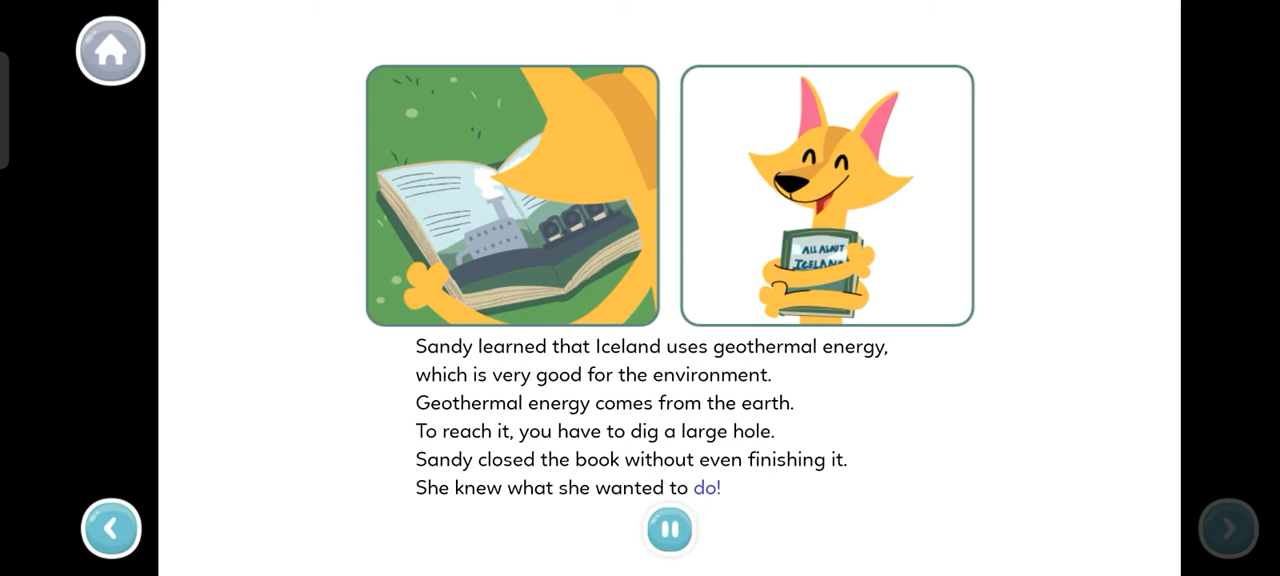 ALL ABOUT
ICELAND
Sandy learned that Iceland uses geothermal energy,
which is very good for the environment.
Geothermal energy comes from the earth.
To reach it, you have to dig a large hole.
Sandy closed the book without even finishing it.
She knew what she wanted to do!